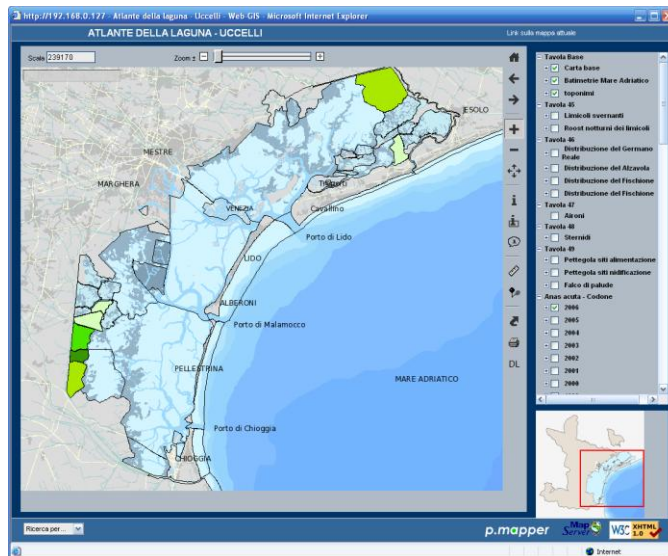 http://192.168.0.127 - Atlante della laguna - Uccelli - Web-GIS - Microsoft Internet Explorer
ATLANTE DELLA LAGUNA - UCCELLI
Link sulla mappa attuale
Scala 239170
Zoom ±
JESOLO
MESTRE
MARGHERA
VENEZIA
Cavallino
Porto di Lido
LIDO
ALBERONI
Porto di Malamocco
PELLESTRINA
MARE ADRIATICO
Porto di Chioggia
CHIOGGIA
DL
Tavola Base
Carta base
Batimetrie Mare Adriatico
toponimi
Tavola 45
Limicoli svernanti
Roost notturni dei limicoli
Tavola 46
Distribuzione del Germano
Reale
Distribuzione del Alzavola
Distribuzione del Fischione
Distribuzione del Fischione
Tavola 47
Aironi
Tavola 48
Sternidi
Tavola 49
Pettegola siti alimentazione
Pettegola siti nidificazione
Falco di palude
Anas acuta - Codone
2006
2005
2004
2003
2002
2001
2000
Ricerca per...
p.mapper
Map Server
W3C XHTML 1.0
Internet